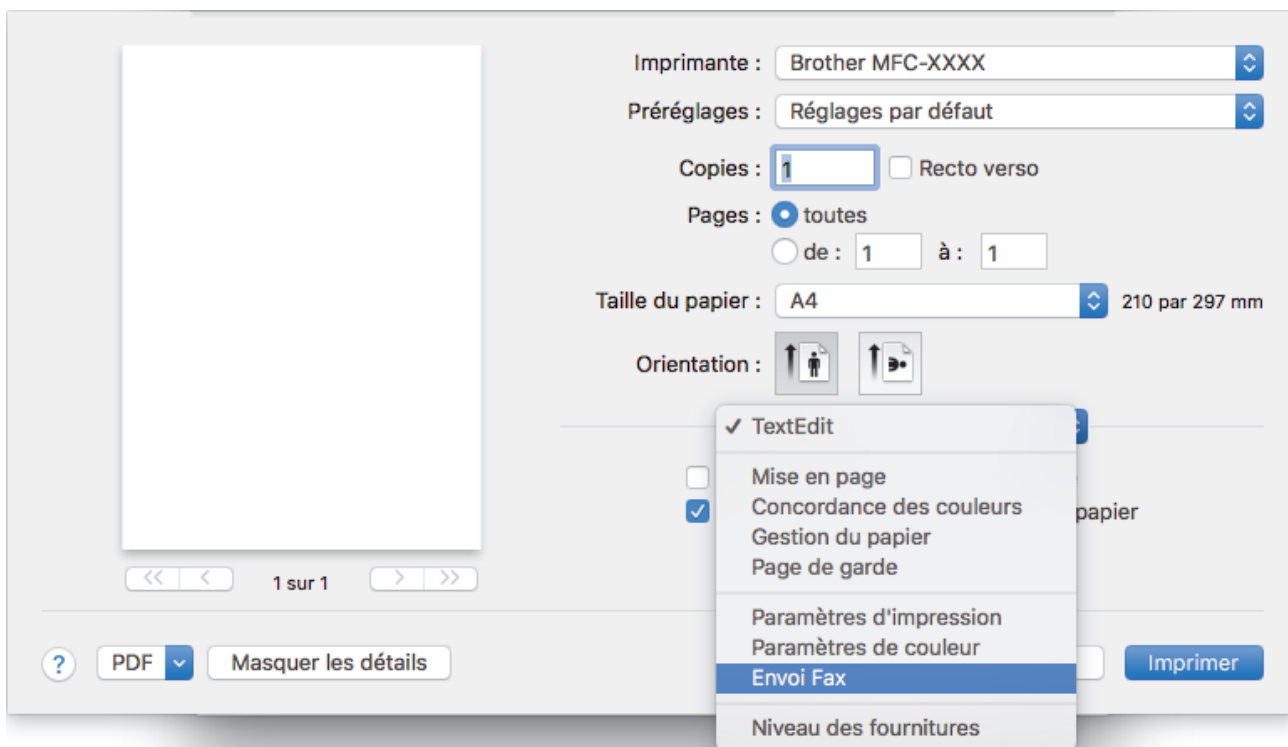 Imprimante : Brother MFC-XXXX
Préréglages : Réglages par défaut
Copies : 1 Recto verso
Pages : toutes
de : 1 à : 1
Taille du papier : A4 210 par 297 mm
Orientation :
✓ TextEdit
Mise en page
Concordance des couleurs
papier
Gestion du papier
Page de garde
1 sur 1
Paramètres d'impression
Paramètres de couleur
? PDF Masquer les détails Imprimer
Envoi Fax
Niveau des fournitures